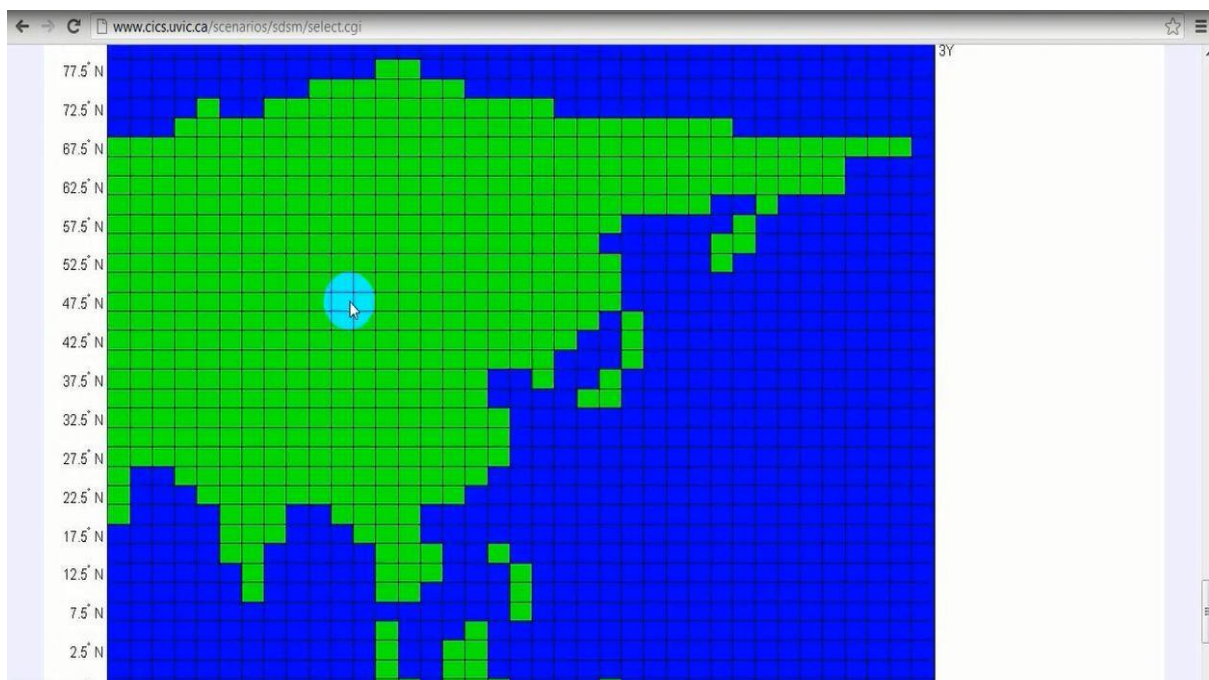 www.cics.uvic.ca/scenarios/sdsm/select.cgi
3Y
77.5° N
72.5° N
67.5° N
62.5° N
57.5° N
52.5° N
47.5° N
42.5° N
37.5° N
32.5° N
27.5° N
22.5° N
17.5° N
12.5° N
7.5° N
2.5° N